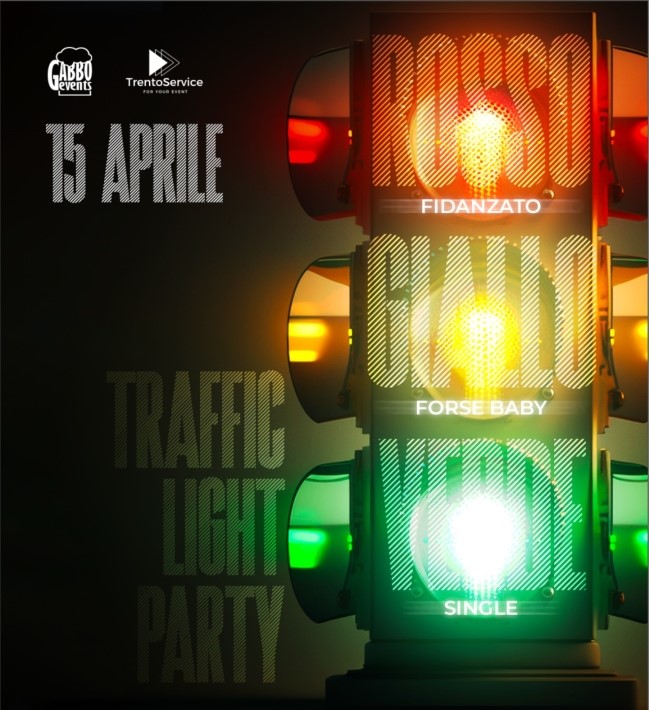 GABBO
events
TrentoService
FOR YOUR EVENT
15 APRILE
ROSSO
FIDANZATO
GIALLO
FORSE BABY
VERDE
SINGLE
TRAFFIC
LIGHT
PARTY